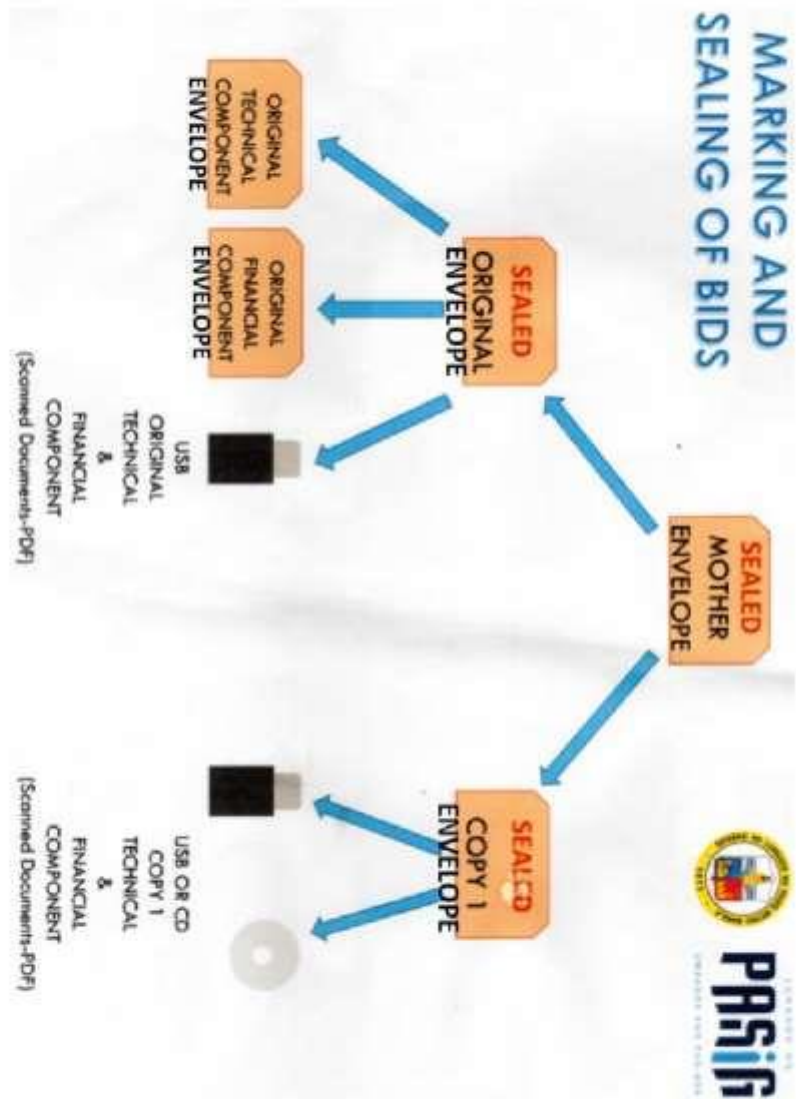 MARKING AND
SEALING OF BIDS
PASIG
SEALED
MOTHER
ENVELOPE
SEALED
ORIGINAL
ENVELOPE
SEALED
COPY 1
ENVELOPE
ORIGINAL
TECHNICAL
COMPONENT
ENVELOPE
ORIGINAL
FINANCIAL
COMPONENT
ENVELOPE
USB
ORIGINAL
TECHNICAL
&
FINANCIAL
COMPONENT
(Scanned Documents-PDF)
USB OR CD
COPY 1
TECHNICAL
&
FINANCIAL
COMPONENT
(Scanned Documents-PDF)